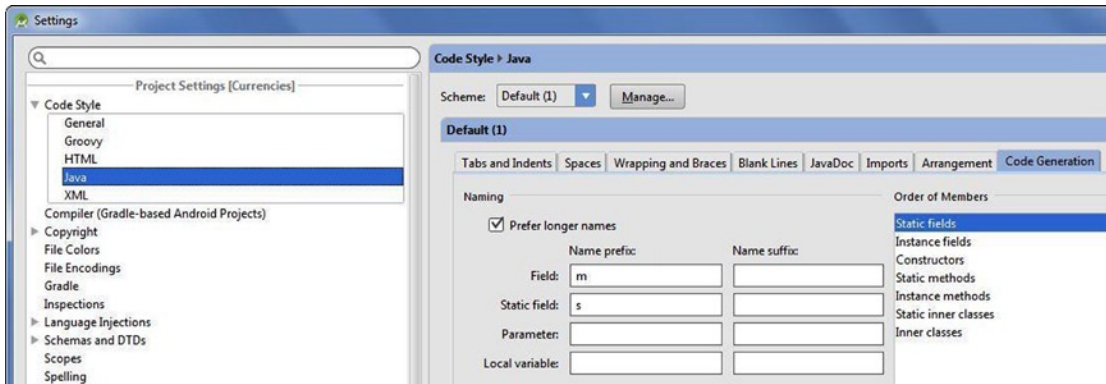 Settings
Project Settings [Currencies]
Code Style
General
Groovy
HTML
Java
XML
Compiler (Gradle-based Android Projects)
Copyright
File Colors
File Encodings
Gradle
Inspections
Language Injections
Schemas and DTDs
Scopes
Spelling
Code Style Java
Scheme: Default (1) Manage...
Default (1)
Tabs and Indents Spaces Wrapping and Braces Blank Lines JavaDoc Imports Arrangement Code Generation
Naming
Prefer longer names
Name prefix: Name suffix:
Field: m
Static field: s
Parameter:
Local variable:
Order of Members
Static fields
Instance fields
Constructors
Static methods
Instance methods
Static inner classes
Inner classes